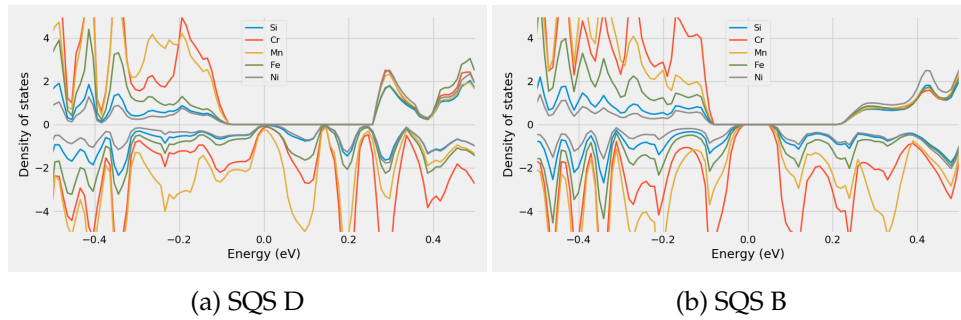 4
2
0
−2
−4
Density of states
Si
Cr
Mn
Fe
Ni
−0.4
−0.2
0.0
0.2
0.4
Energy (eV)
(a) SQS D
4
2
0
−2
−4
Density of states
Si
Cr
Mn
Fe
Ni
−0.4
−0.2
0.0
0.2
0.4
Energy (eV)
(b) SQS B